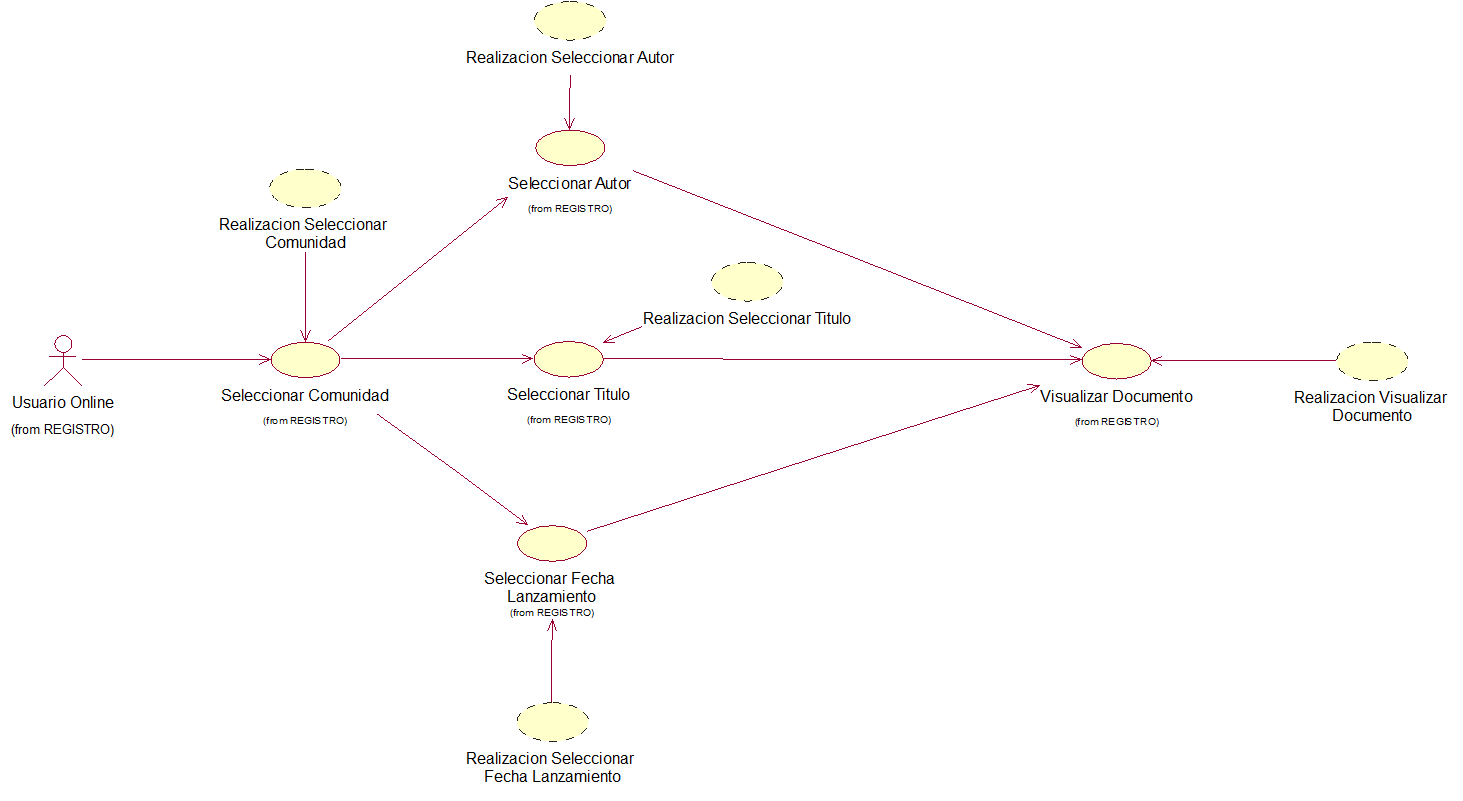 Realizacion Seleccionar Autor
Seleccionar Autor
(from REGISTRO)
Realizacion Seleccionar
Comunidad
Realizacion Seleccionar Titulo
Usuario Online
(from REGISTRO)
Seleccionar Comunidad
(from REGISTRO)
Seleccionar Titulo
(from REGISTRO)
Visualizar Documento
(from REGISTRO)
Realizacion Visualizar
Documento
Seleccionar Fecha
Lanzamiento
(from REGISTRO)
Realizacion Seleccionar
Fecha Lanzamiento